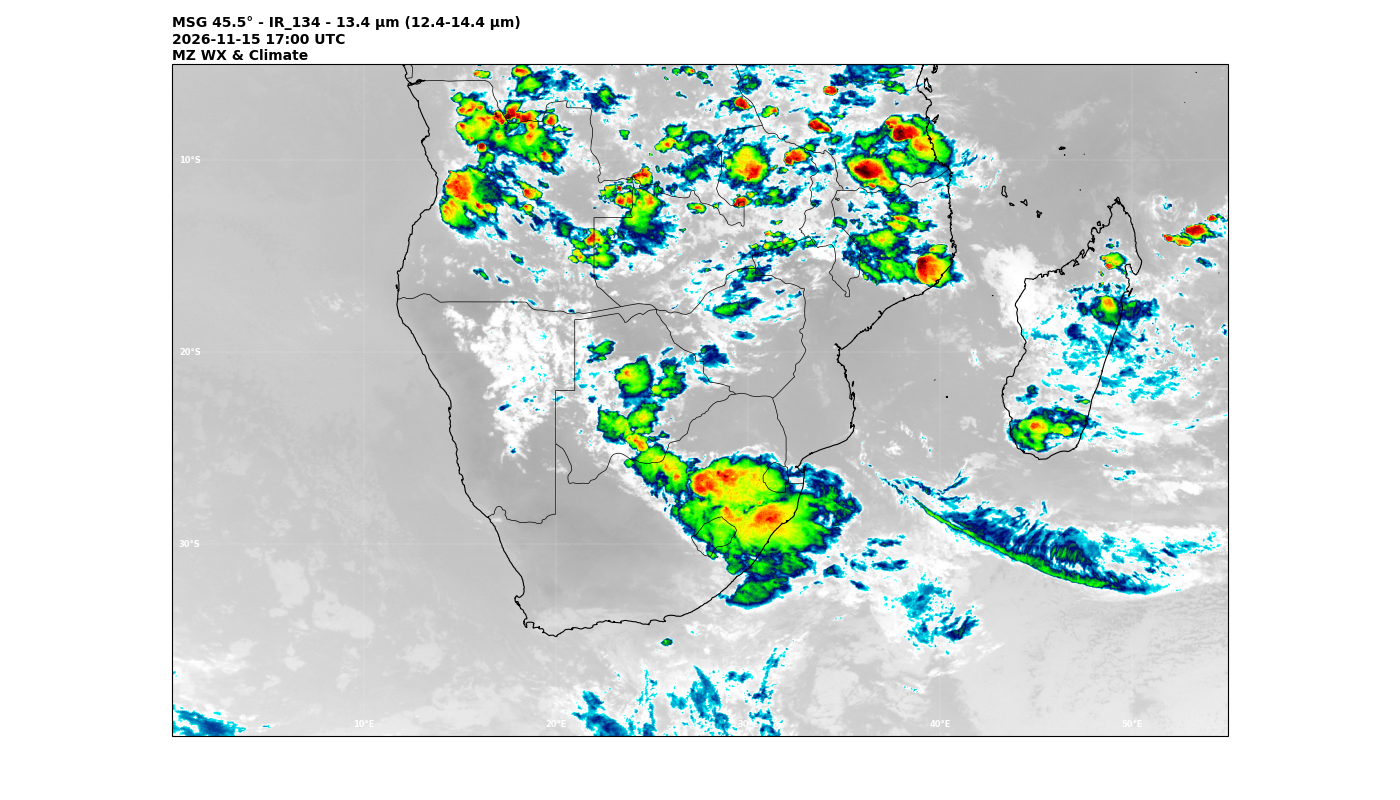 MSG 45.5° - IR_134 - 13.4 µm (12.4-14.4 µm)
2026-11-15 17:00 UTC
MZ WX & Climate
10°S
20°S
30°S
10°E
20°E
40°E
50°E